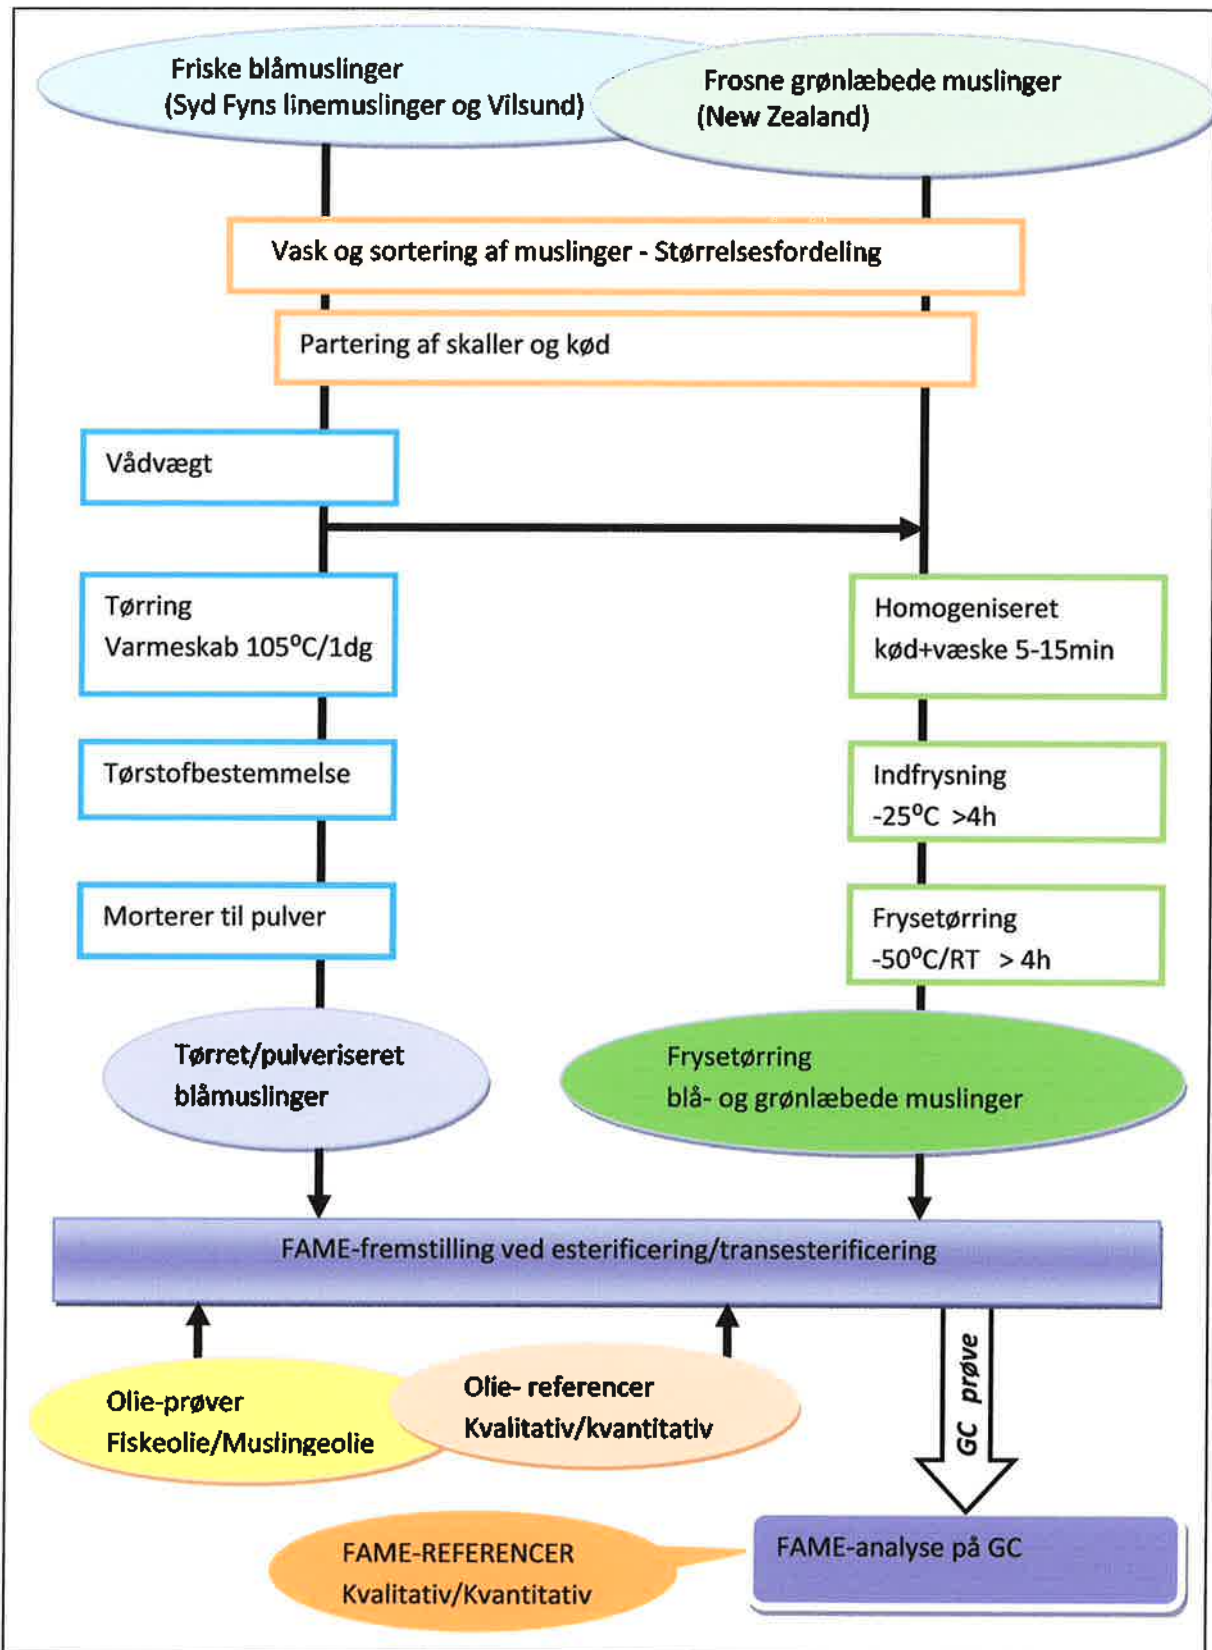 Friske blåmuslinger
(Syd Fyns linemuslinger og Vilsund)
Frosne grønlæbede muslinger
(New Zealand)
Vask og sortering af muslinger - Størrelsesfordeling
Partering af skaller og kød
Vådvægt
Tørring
Varmeskab 105⁰C/1dg
Homogeniseret
kød+væske 5-15min
Tørstofbestemmelse
Indfrysning
-25⁰C >4h
Morterer til pulver
Frysetørring
-50⁰C/RT > 4h
Tørret/pulveriseret
blåmuslinger
Frysetørring
blå- og grønlæbede muslinger
FAME-fremstilling ved esterificering/transesterificering
Olie-prøver
Fiskeolie/Muslingeolie
Olie- referencer
Kvalitativ/kvantitativ
GC prøve
FAME-REFERENCER
Kvalitativ/Kvantitativ
FAME-analyse på GC